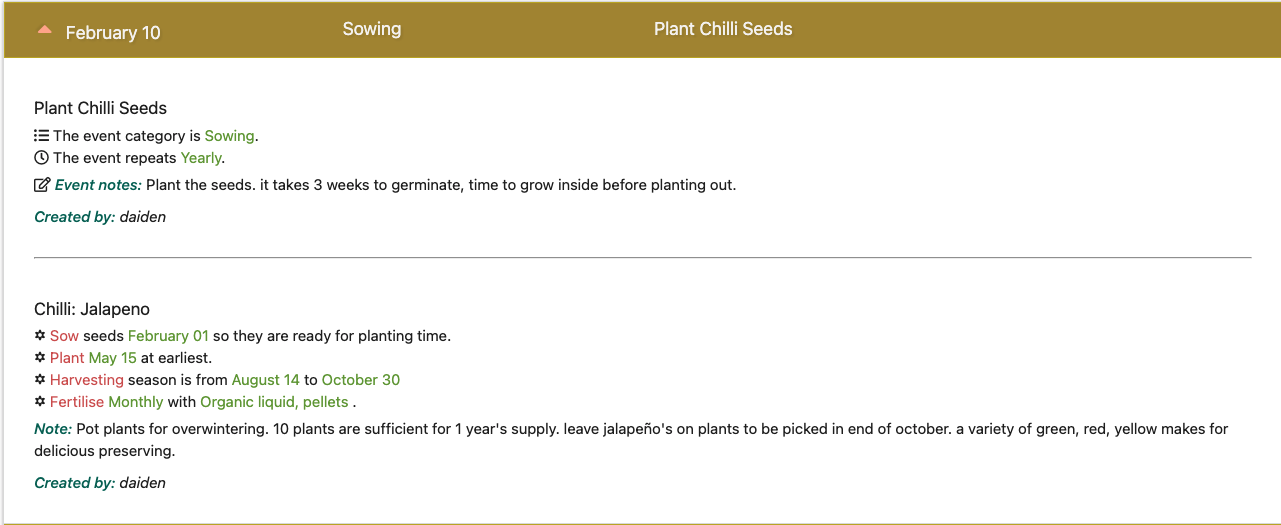 February 10 Sowing Plant Chilli Seeds
Plant Chilli Seeds
The event category is Sowing.
The event repeats Yearly.
Event notes: Plant the seeds. it takes 3 weeks to germinate, time to grow inside before planting out.
Created by: daiden
Chilli: Jalapeno
Sow seeds February 01 so they are ready for planting time.
Plant May 15 at earliest.
Harvesting season is from August 14 to October 30
Fertilise Monthly with Organic liquid, pellets .
Note: Pot plants for overwintering. 10 plants are sufficient for 1 year's supply. leave jalapeño's on plants to be picked in end of october. a variety of green, red, yellow makes for
delicious preserving.
Created by: daiden